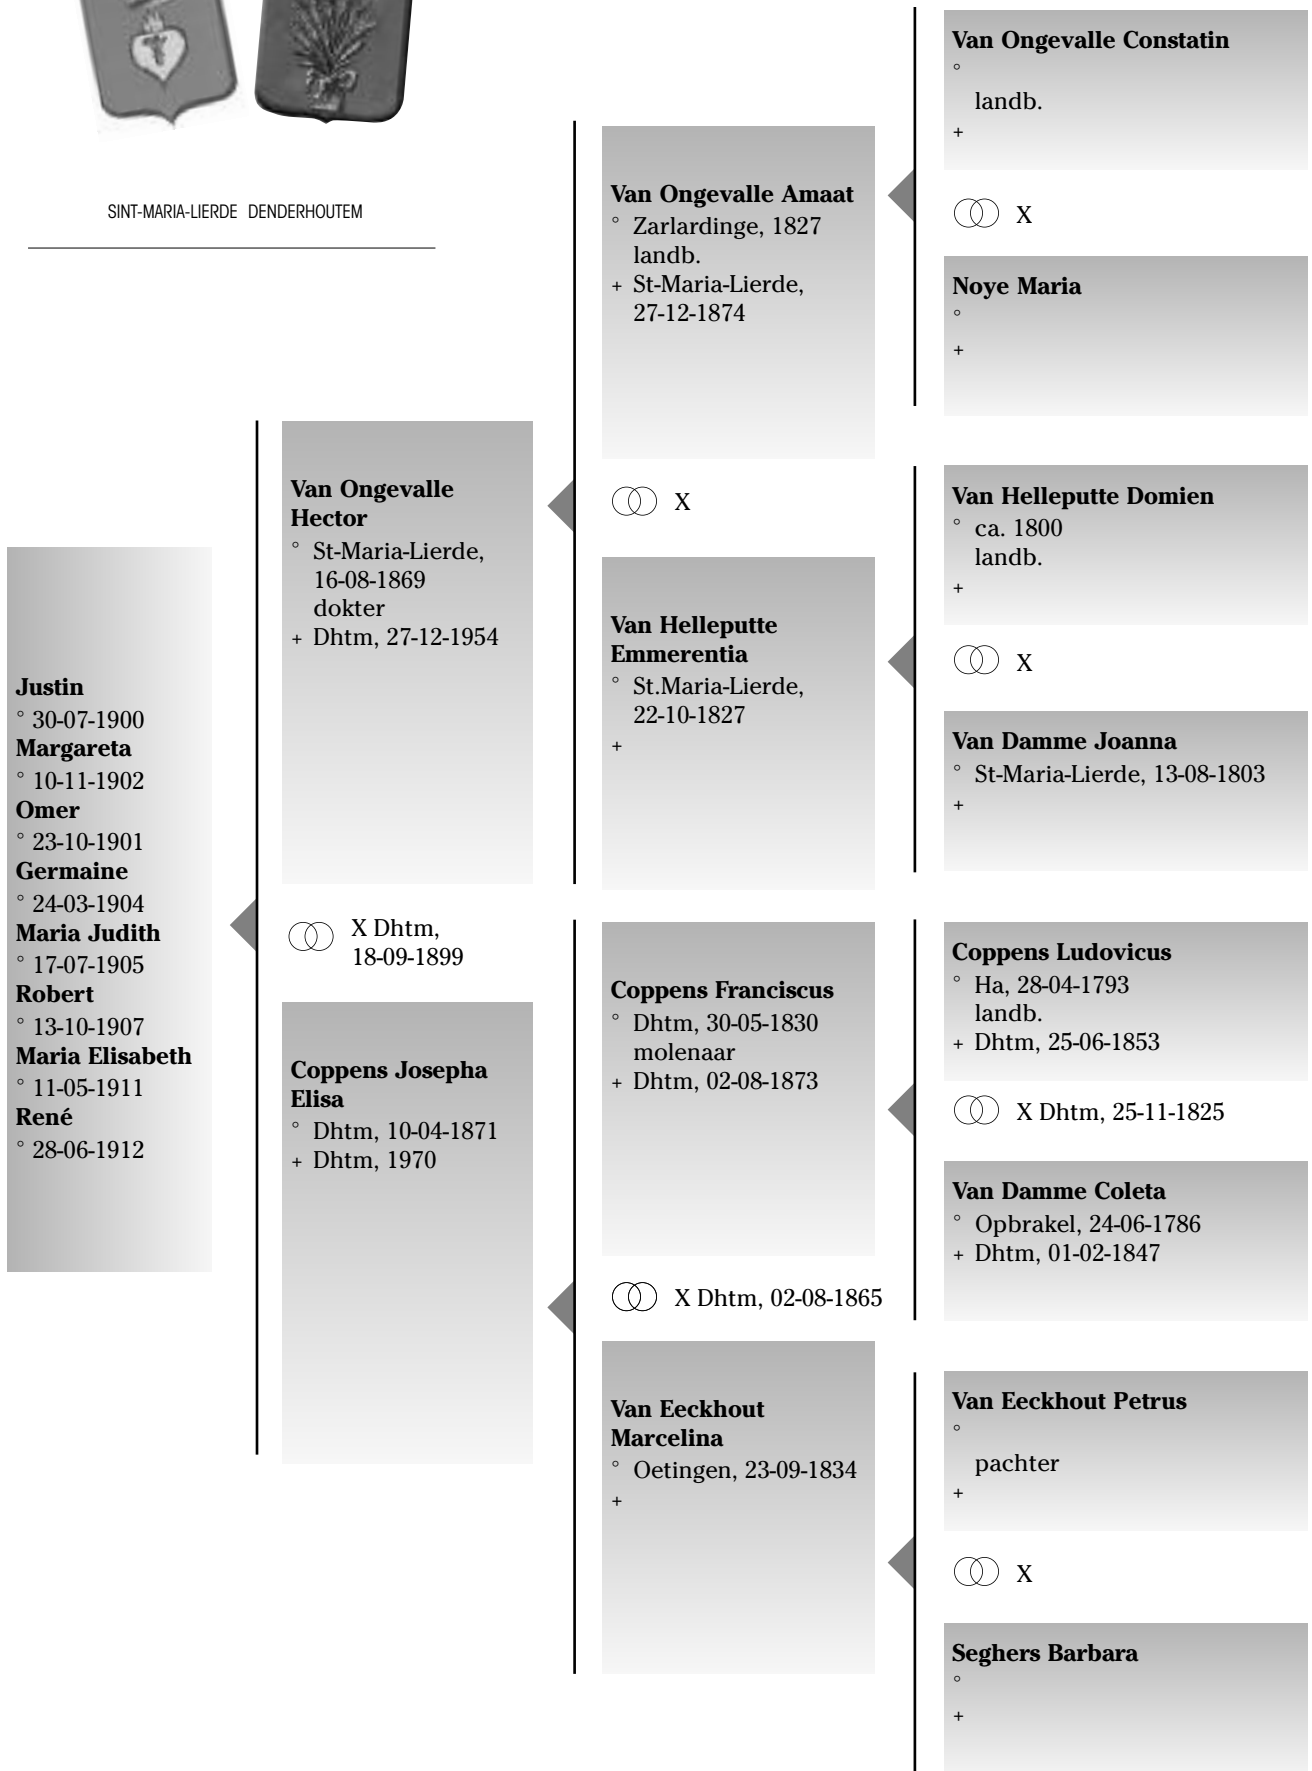 SINT-MARIA-LIERDE DENDERHOUTEM
Justin
° 30-07-1900
Margareta
° 10-11-1902
Omer
° 23-10-1901
Germaine
° 24-03-1904
Maria Judith
° 17-07-1905
Robert
° 13-10-1907
Maria Elisabeth
° 11-05-1911
René
° 28-06-1912
Van Ongevalle
Hector
° St-Maria-Lierde,
16-08-1869
dokter
+ Dhtm, 27-12-1954
X Dhtm,
18-09-1899
Coppens Josepha
Elisa
° Dhtm, 10-04-1871
+ Dhtm, 1970
Van Ongevalle Amaat
° Zarlardinge, 1827
landb.
+ St-Maria-Lierde,
27-12-1874
X
Van Helleputte
Emmerentia
° St.Maria-Lierde,
22-10-1827
+
Coppens Franciscus
° Dhtm, 30-05-1830
molenaar
+ Dhtm, 02-08-1873
X Dhtm, 02-08-1865
Van Eeckhout
Marcelina
° Oetingen, 23-09-1834
+
Van Ongevalle Constatin
°
landb.
+
X
Noye Maria
°
+
Van Helleputte Domien
° ca. 1800
landb.
+
X
Van Damme Joanna
° St-Maria-Lierde, 13-08-1803
+
Coppens Ludovicus
° Ha, 28-04-1793
landb.
+ Dhtm, 25-06-1853
X Dhtm, 25-11-1825
Van Damme Coleta
° Opbrakel, 24-06-1786
+ Dhtm, 01-02-1847
Van Eeckhout Petrus
°
pachter
+
X
Seghers Barbara
°
+